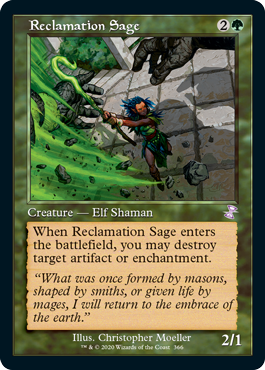 Reclamation Sage 2
Creature — Elf Shaman
When Reclamation Sage enters
the battlefield, you may destroy
target artifact or enchantment.
“What was once formed by masons,
shaped by smiths, or given life by
mages, I will return to the embrace of
the earth.”
Illus. Christopher Moeller
™ & © 2020 Wizards of the Coast 366
2/1